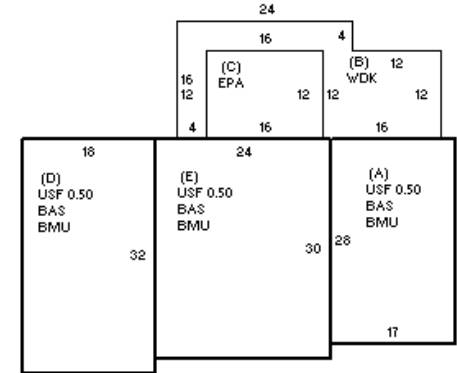 24
16
4
(C)
EPA
(B)
WDK
12
16
12
12
12
12
4
16
16
18
24
(D)
USF 0.50
BAS
BMU
(E)
USF 0.50
BAS
BMU
(A)
USF 0.50
BAS
BMU
32
30
28
17